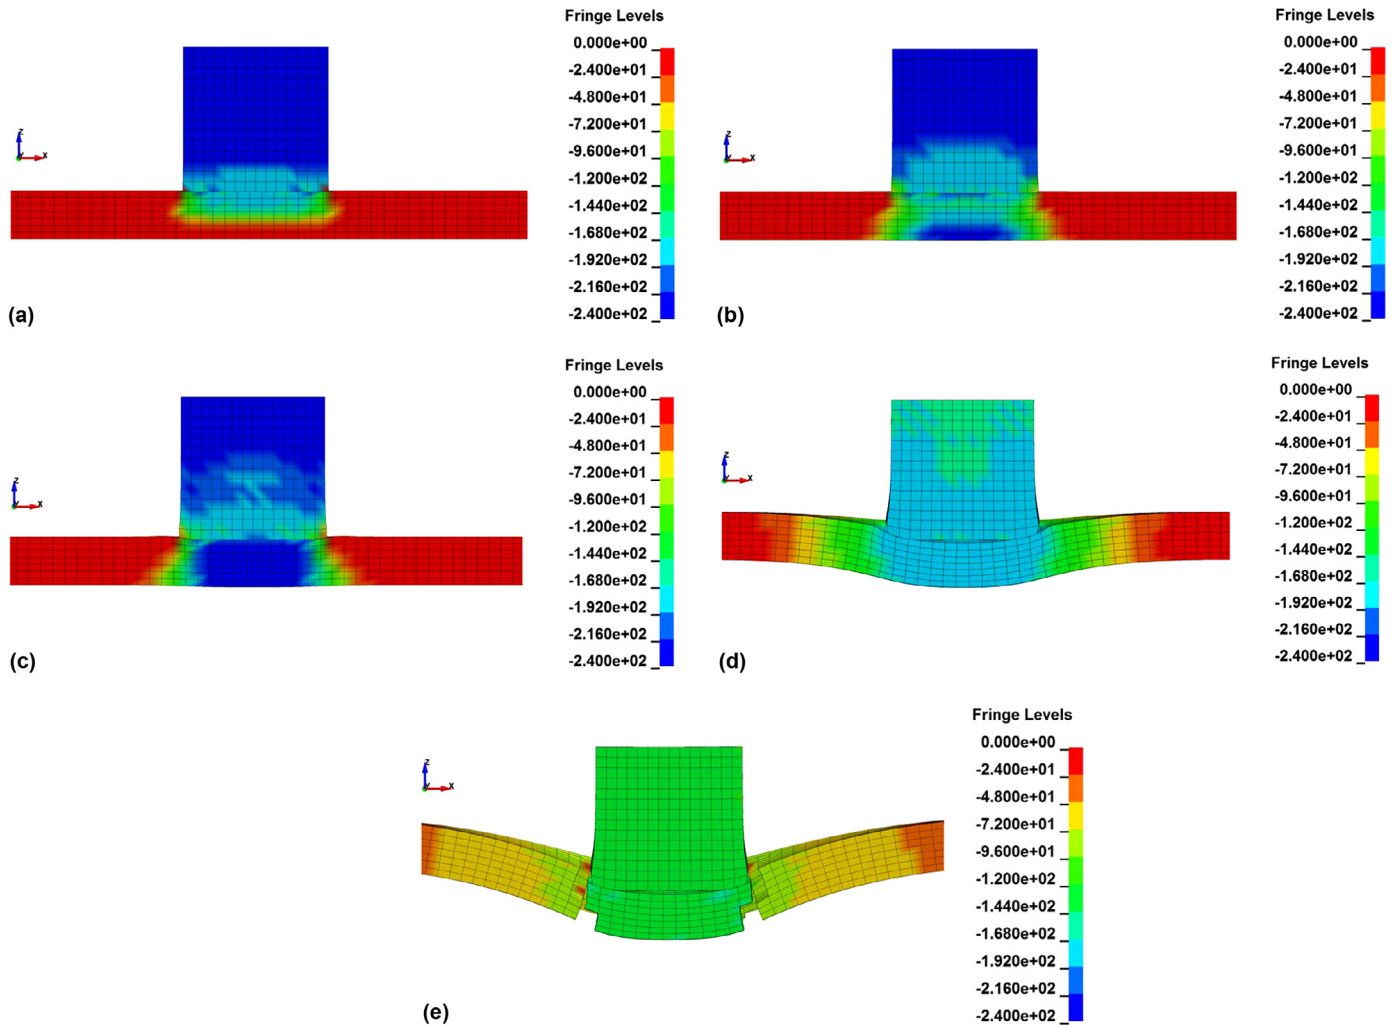 Fringe Levels
0.000e+00
-2.400e+01
-4.800e+01
-7.200e+01
-9.600e+01
-1.200e+02
-1.440e+02
-1.680e+02
-1.920e+02
-2.160e+02
-2.400e+02
Z
Y
X
(a)
Fringe Levels
0.000e+00
-2.400e+01
-4.800e+01
-7.200e+01
-9.600e+01
-1.200e+02
-1.440e+02
-1.680e+02
-1.920e+02
-2.160e+02
-2.400e+02
Z
Y
X
(b)
Fringe Levels
0.000e+00
-2.400e+01
-4.800e+01
-7.200e+01
-9.600e+01
-1.200e+02
-1.440e+02
-1.680e+02
-1.920e+02
-2.160e+02
-2.400e+02
Z
Y
X
(c)
Fringe Levels
0.000e+00
-2.400e+01
-4.800e+01
-7.200e+01
-9.600e+01
-1.200e+02
-1.440e+02
-1.680e+02
-1.920e+02
-2.160e+02
-2.400e+02
Z
Y
X
(d)
Fringe Levels
0.000e+00
-2.400e+01
-4.800e+01
-7.200e+01
-9.600e+01
-1.200e+02
-1.440e+02
-1.680e+02
-1.920e+02
-2.160e+02
-2.400e+02
Z
Y
X
(e)